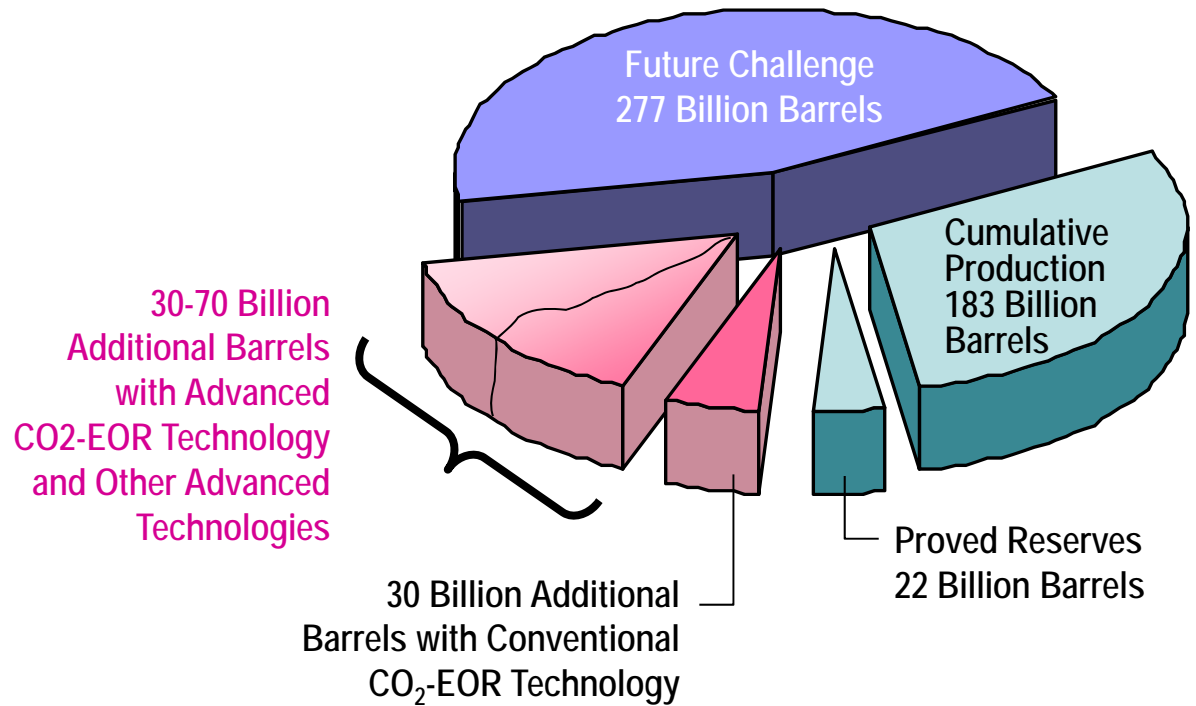 Future Challenge
277 Billion Barrels
Cumulative
Production
183 Billion
Barrels
30-70 Billion
Additional Barrels
with Advanced
CO2-EOR Technology
and Other Advanced
Technologies
Proved Reserves
22 Billion Barrels
30 Billion Additional
Barrels with Conventional
CO₂-EOR Technology